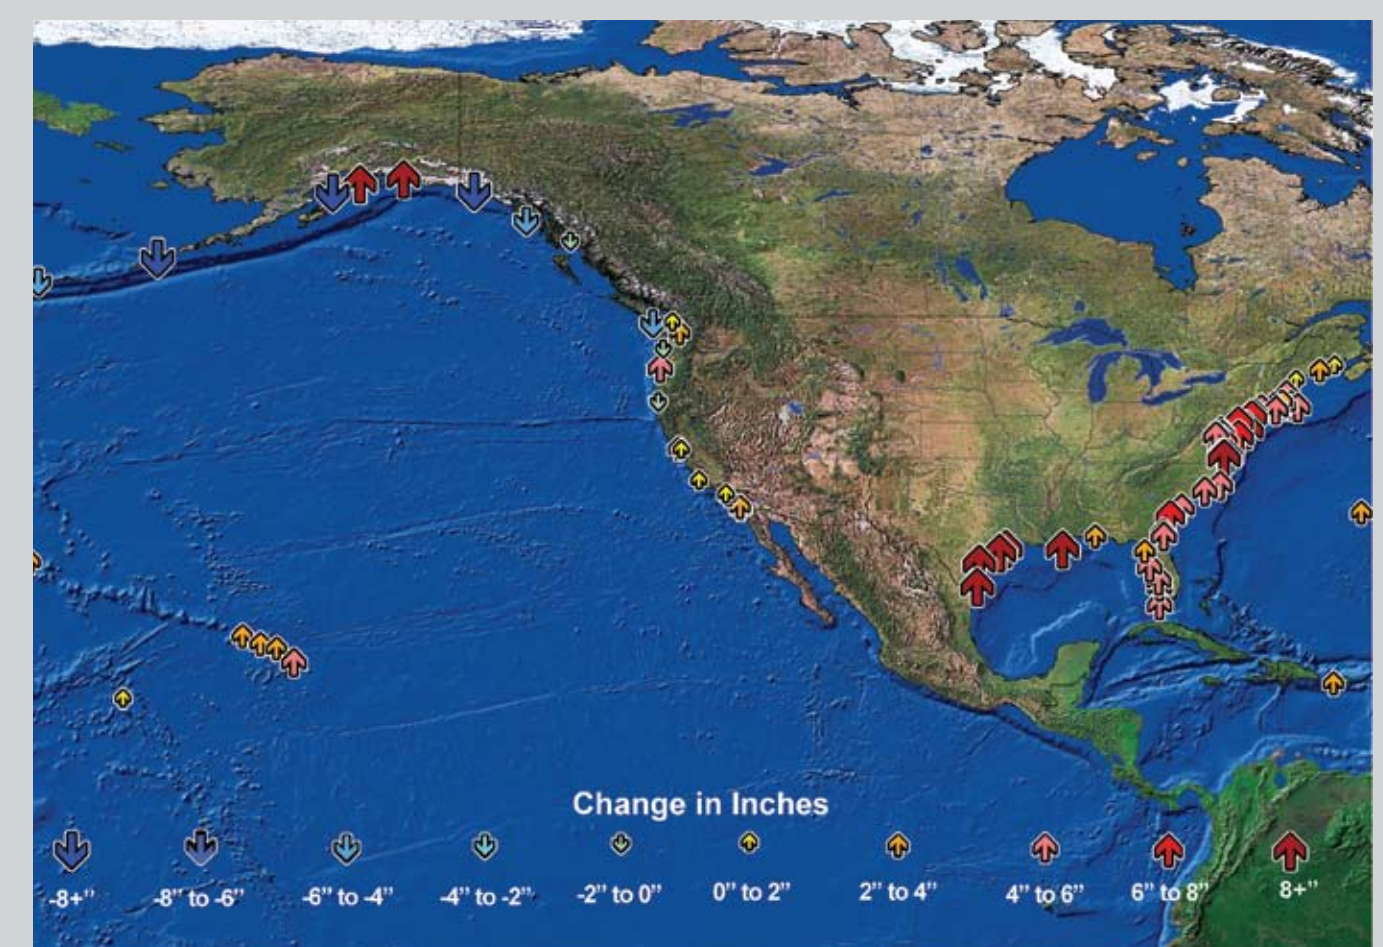 Change in Inches
-8+” -8” to -6” -6” to -4” -4” to -2” -2” to 0” 0” to 2” 2” to 4” 4” to 6” 6” to 8” 8+”